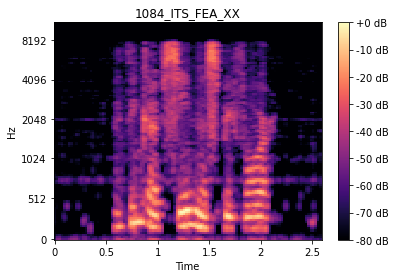 1084_ITS_FEA_XX
8192
4096
2048
1024
512
0
Hz
0
0.5
1
1.5
2
2.5
Time
+0 dB
-10 dB
-20 dB
-30 dB
-40 dB
-50 dB
-60 dB
-70 dB
-80 dB